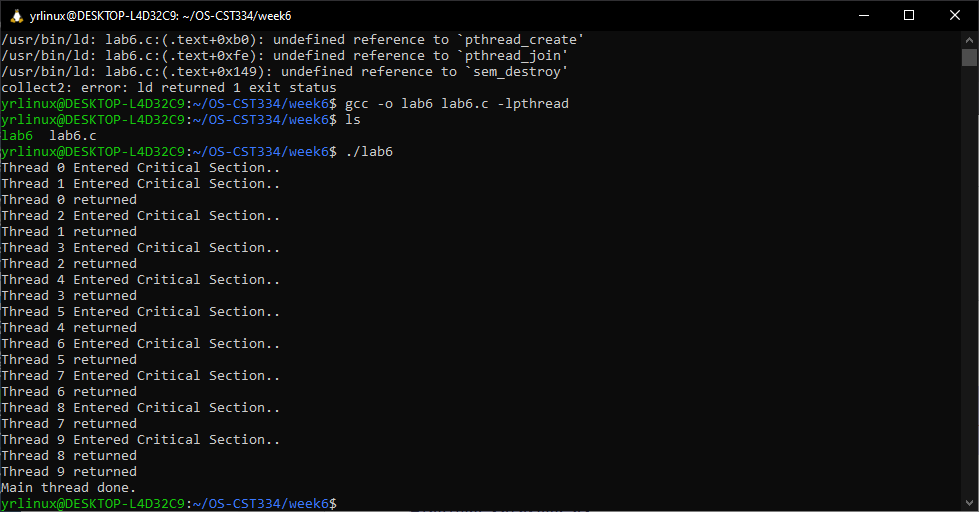 yrlinux@DESKTOP-L4D32C9: ~/OS-CST334/week6
/usr/bin/ld: lab6.c:(.text+0xb0): undefined reference to `pthread_create'
/usr/bin/ld: lab6.c:(.text+0xfe): undefined reference to `pthread_join'
/usr/bin/ld: lab6.c:(.text+0x149): undefined reference to `sem_destroy'
collect2: error: ld returned 1 exit status
yrlinux@DESKTOP-L4D32C9:~/OS-CST334/week6$ gcc -o lab6 lab6.c -lpthread
yrlinux@DESKTOP-L4D32C9:~/OS-CST334/week6$ ls
lab6  lab6.c
yrlinux@DESKTOP-L4D32C9:~/OS-CST334/week6$ ./lab6
Thread 0 Entered Critical Section..
Thread 1 Entered Critical Section..
Thread 0 returned
Thread 2 Entered Critical Section..
Thread 1 returned
Thread 3 Entered Critical Section..
Thread 2 returned
Thread 4 Entered Critical Section..
Thread 3 returned
Thread 5 Entered Critical Section..
Thread 4 returned
Thread 6 Entered Critical Section..
Thread 5 returned
Thread 7 Entered Critical Section..
Thread 6 returned
Thread 8 Entered Critical Section..
Thread 7 returned
Thread 9 Entered Critical Section..
Thread 8 returned
Thread 9 returned
Main thread done.
yrlinux@DESKTOP-L4D32C9:~/OS-CST334/week6$